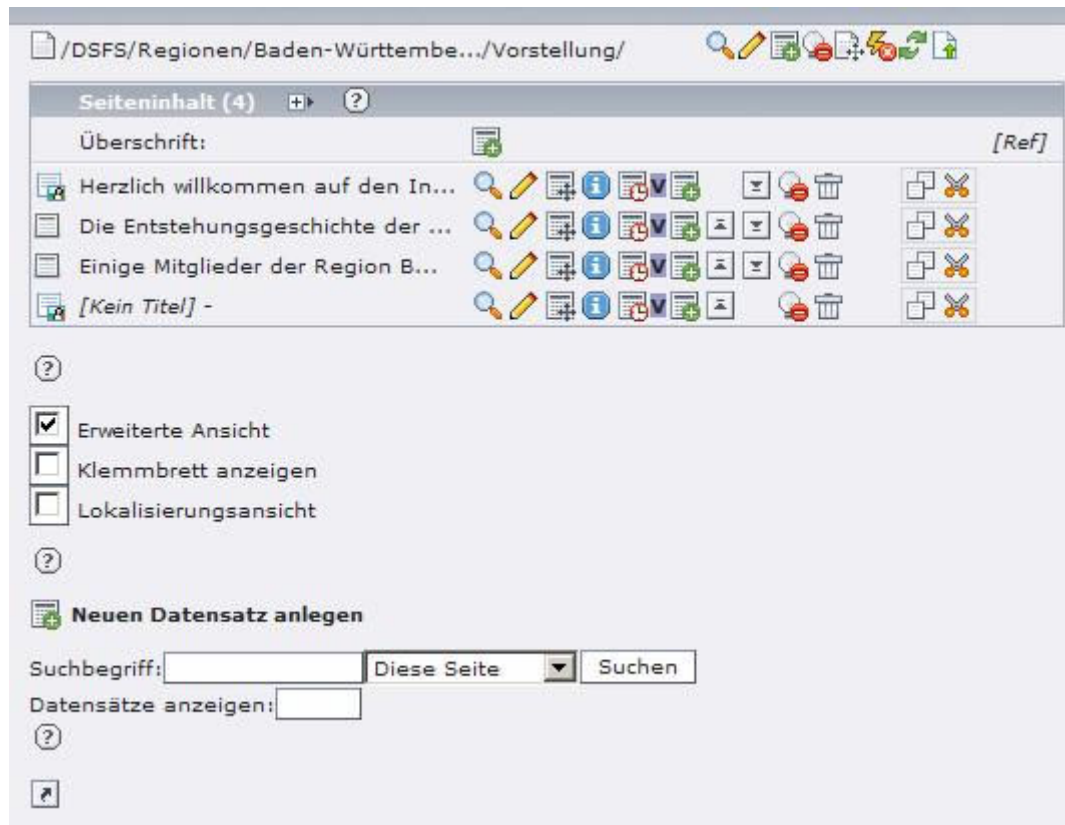 /DSFS/Regionen/Baden-Württembe.../Vorstellung/
Seiteninhalt (4)
Überschrift: [Ref]
Herzlich willkommen auf den In...
Die Entstehungsgeschichte der ...
Einige Mitglieder der Region B...
[Kein Titel] -
Erweiterte Ansicht
Klemmbrett anzeigen
Lokalisierungsansicht
Neuen Datensatz anlegen
Suchbegriff: Diese Seite Suchen
Datensätze anzeigen: